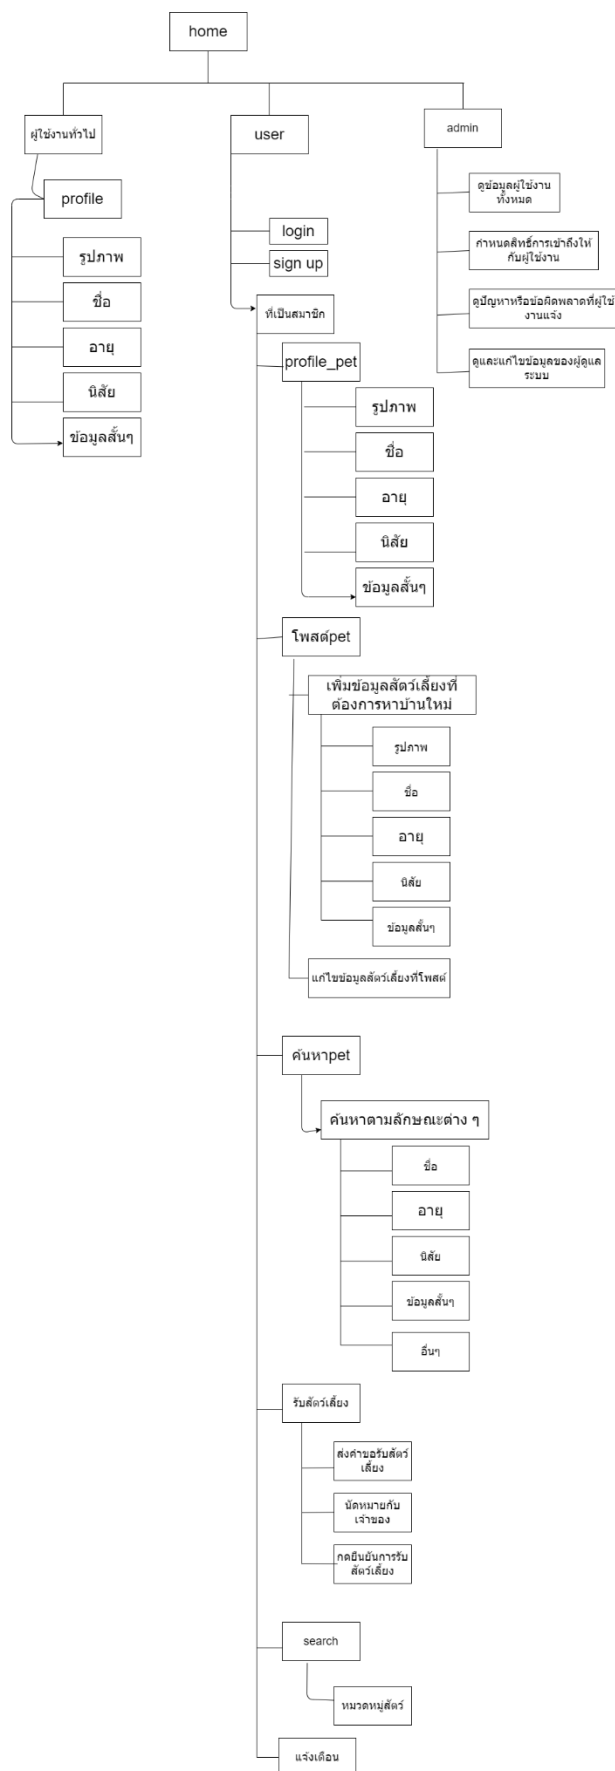 home
ผู้ใช้งานทั่วไป
user
admin
profile
รูปภาพ
ชื่อ
อายุ
นิสัย
ข้อมูลสั้นๆ
login
sign up
ที่เป็นสมาชิก
profile_pet
รูปภาพ
ชื่อ
อายุ
นิสัย
ข้อมูลสั้นๆ
โพสต์pet
เพิ่มข้อมูลสัตว์เลี้ยงที่
ต้องการหาบ้านใหม่
รูปภาพ
ชื่อ
อายุ
นิสัย
ข้อมูลสั้นๆ
แก้ไขข้อมูลสัตว์เลี้ยงที่โพสต์
ค้นหาpet
ค้นหาตามลักษณะต่าง ๆ
ชื่อ
อายุ
นิสัย
ข้อมูลสั้นๆ
อื่นๆ
รับสัตว์เลี้ยง
ส่งคำขอรับสัตว์
เลี้ยง
นัดหมายกับ
เจ้าของ
กดยืนยันการรับ
สัตว์เลี้ยง
search
หมวดหมู่สัตว์
แจ้งเตือน
ดูข้อมูลผู้ใช้งาน
ทั้งหมด
กำหนดสิทธิ์การเข้าถึงให้
กับผู้ใช้งาน
ดูปัญหาหรือข้อผิดพลาดที่ผู้ใช้
งานแจ้ง
ดูและแก้ไขข้อมูลของผู้ดูแล
ระบบ